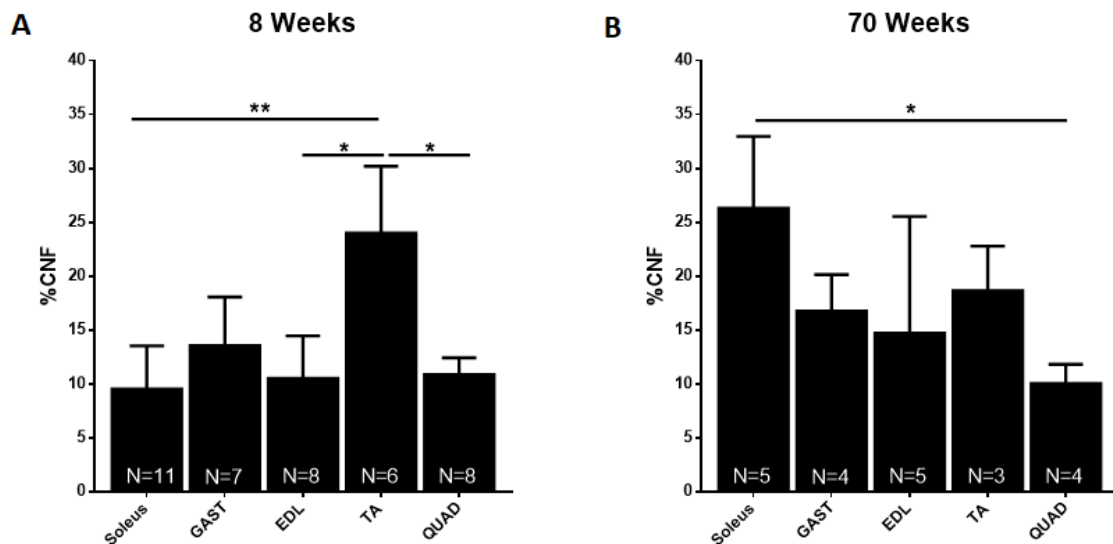 A
8 Weeks
40
35
30
25
20
15
10
5
0
%CNF
**
*
*
N=11
N=7
N=8
N=6
N=8
Soleus
GAST
EDL
TA
QUAD
B
70 Weeks
40
35
30
25
20
15
10
5
0
%CNF
*
N=5
N=4
N=5
N=3
N=4
Soleus
GAST
EDL
TA
QUAD